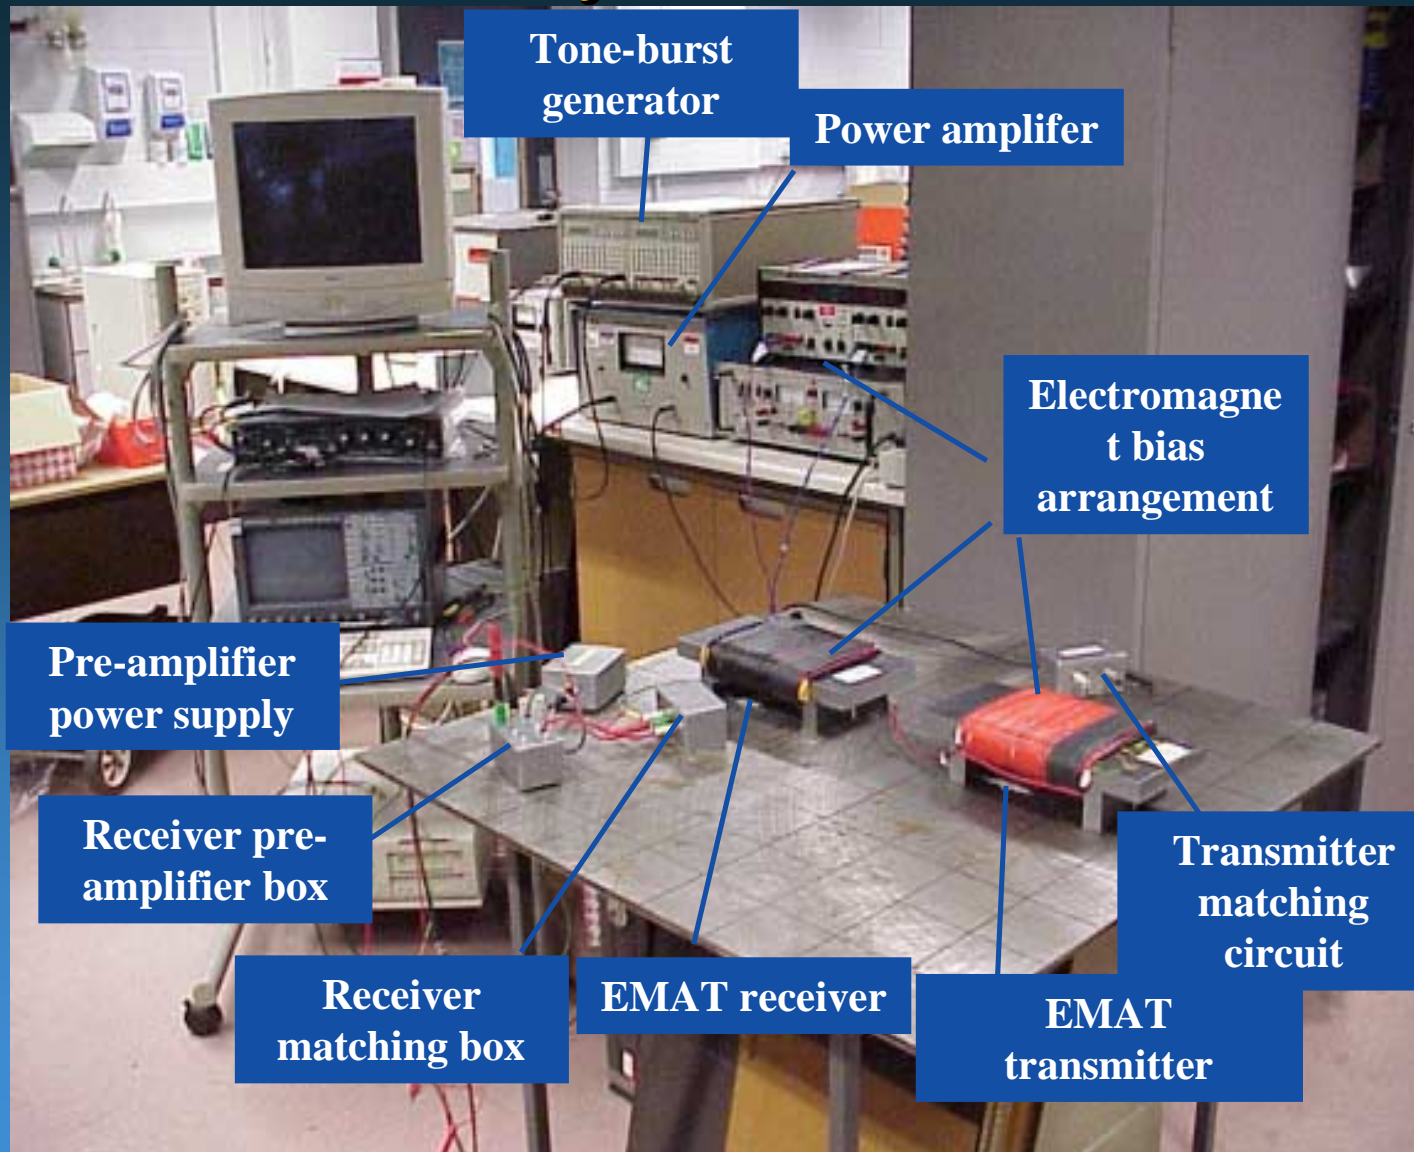 Tone-burst
generator
Power amplifer
Electromagne
t bias
arrangement
Pre-amplifier
power supply
Receiver pre-
amplifier box
Transmitter
matching
circuit
Receiver
matching box
EMAT receiver
EMAT
transmitter